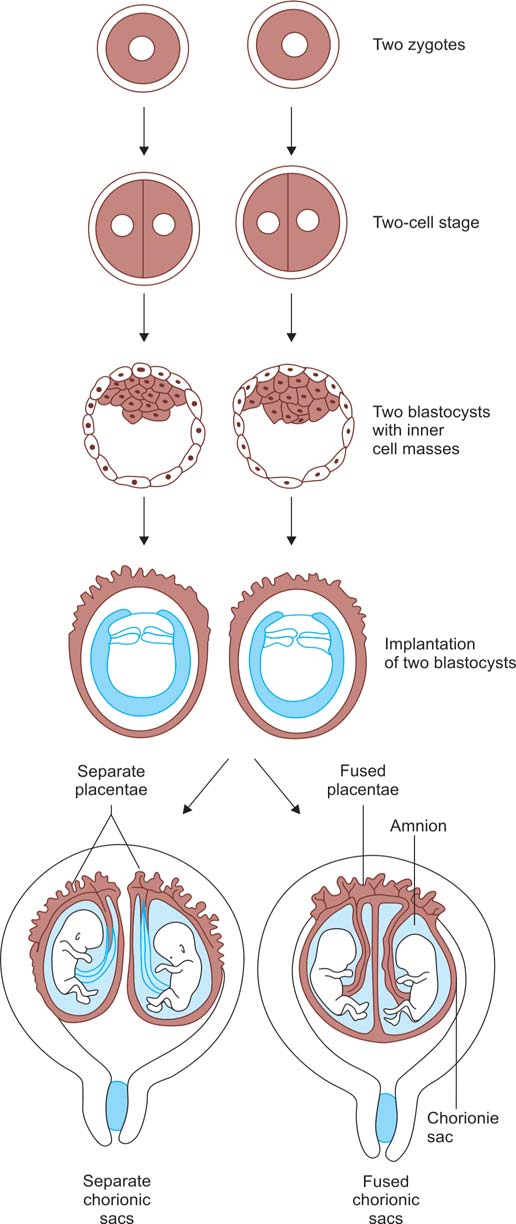 Two zygotes
Two-cell stage
Two blastocysts
with inner
cell masses
Implantation
of two blastocysts
Separate
placentae
Fused
placentae
Amnion
Chorionie
sac
Separate
chorionic
sacs
Fused
chorionic
sacs